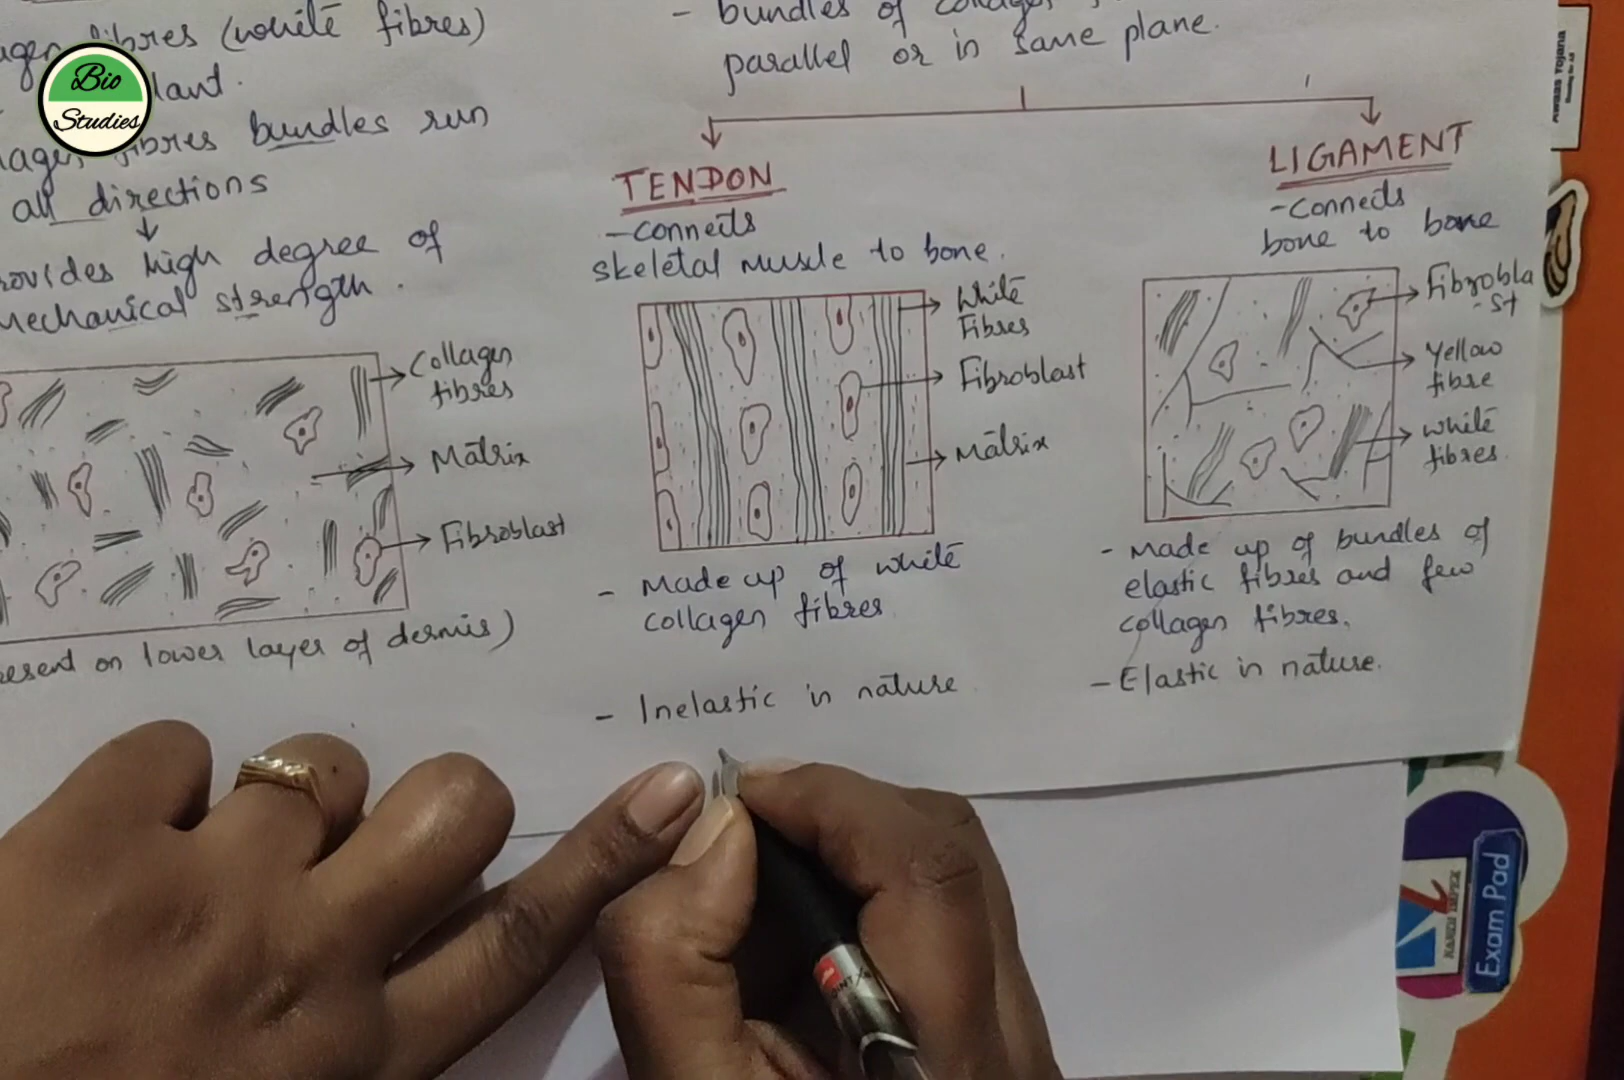 fibres (white fibres)
Bio
Studies
fibres bundles run
all directions
high degree of
mechanical strength.
Collagen
fibres
Matrix
Fibroblast
on lower layer of dermis)
- bundles of
parallel or in same plane.
TENDON
- connects
skeletal muscle to bone.
White
Fibres
Fibroblast
Matrix
- Made up of white
collagen fibres
- Inelastic in nature
LIGAMENT
- connects
bone to bone
Fibrobla
- st
Yellow
fibre
white
fibres
- Made up of bundles of
elastic fibres and few
collagen fibres.
- Elastic in nature.
Exam Pad